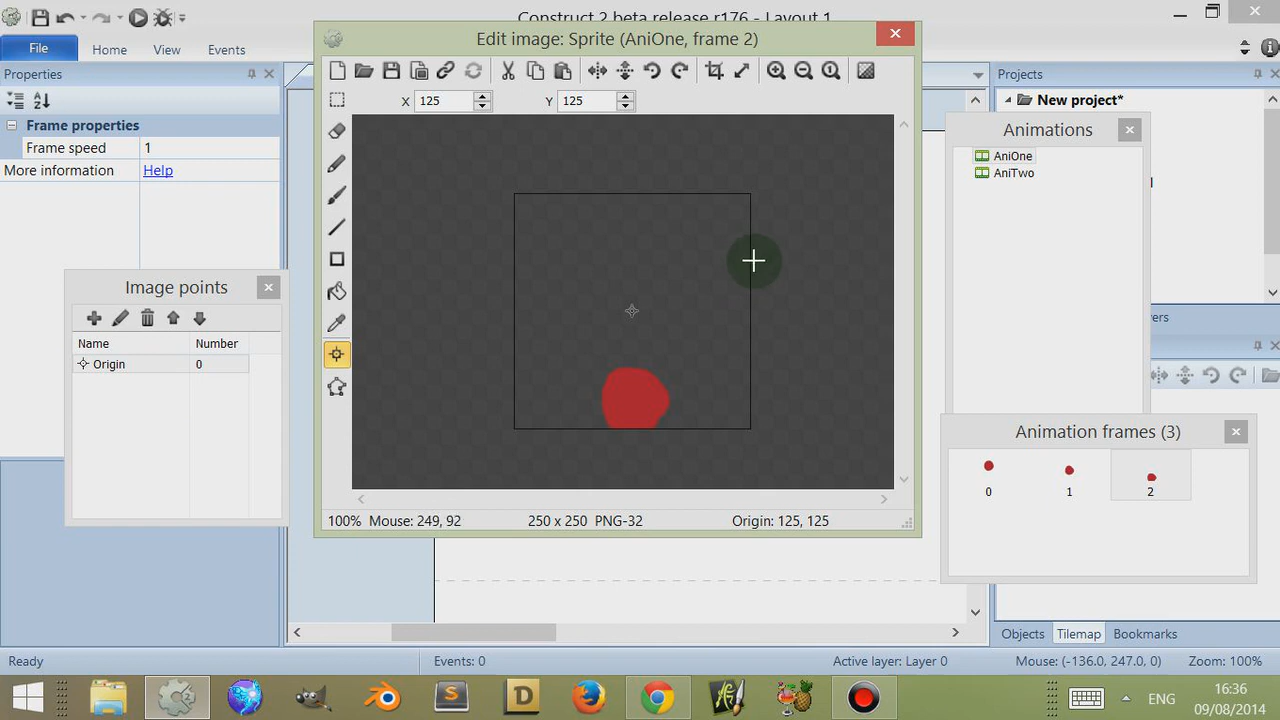 Construct 2 beta release r176 - Layout 1
File
Home
View
Events
Properties
Frame properties
Frame speed 1
More information Help
Edit image: Sprite (AniOne, frame 2)
X 125 Y 125
100% Mouse: 249, 92 250 x 250 PNG-32 Origin: 125, 125
Image points
Name Number
Origin 0
Projects
New project*
Animations
AniOne
AniTwo
yers
Animation frames (3)
0 1 2
Objects Tilemap Bookmarks
Ready Events: 0 Active layer: Layer 0 Mouse: (-136.0, 247.0, 0) Zoom: 100%
S D ENG 16:36
09/08/2014